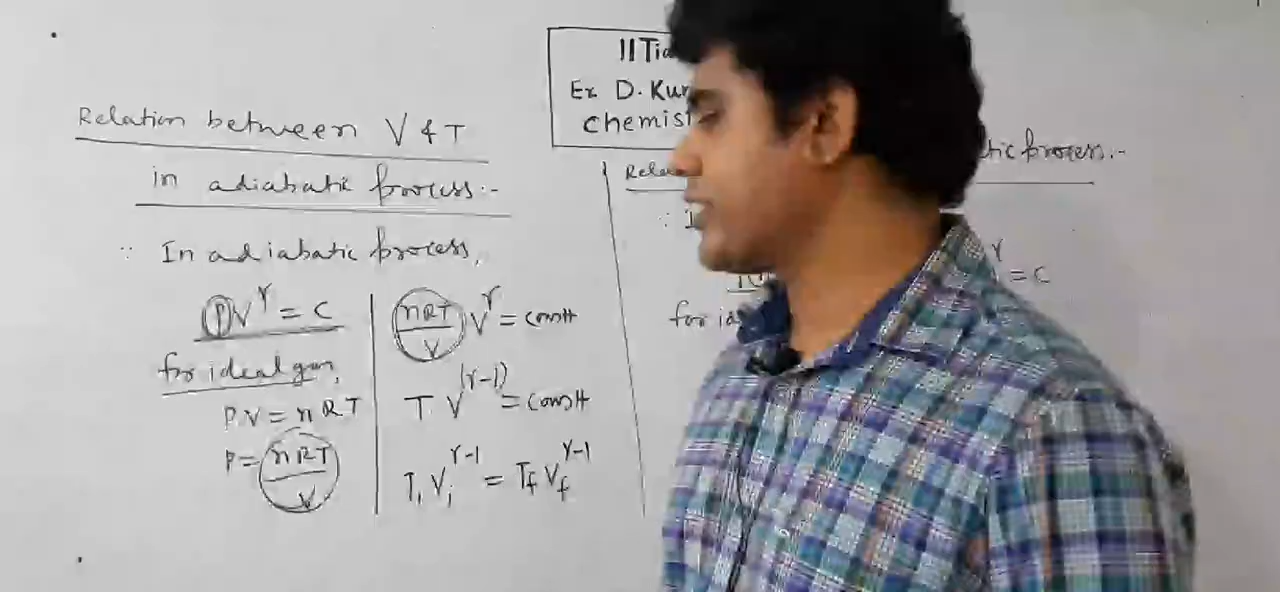 Relation between V & T
in adiabatic process:-
∵ In adiabatic process,
PV^γ = C
for ideal gas,
PV = nRT
P = nRT/V
(nRT/V) V^γ = const
T V^(γ-1) = const
T_i V_i^γ-1 = T_f V_f^γ-1
IITia
Ex D. Kur
chemist
Rela
tic process.-
∵ I
γ = C
for id